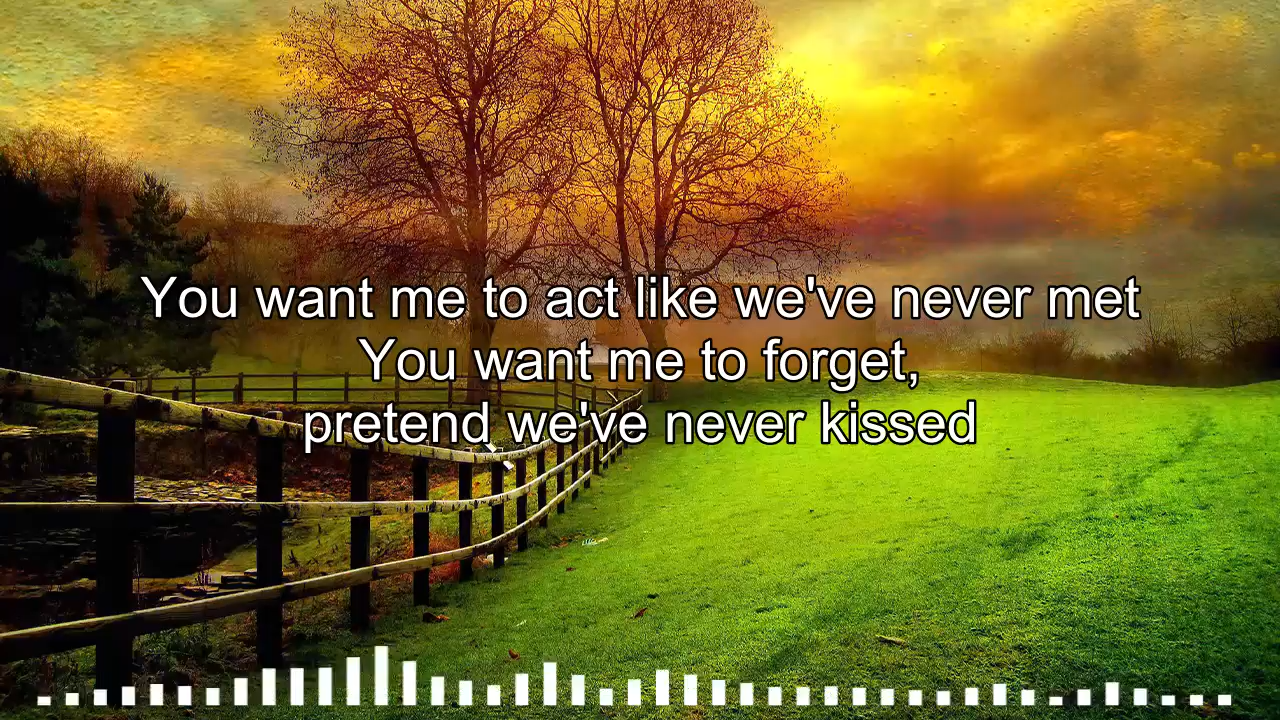 You want me to act like we've never met
You want me to forget,
pretend we've never kissed